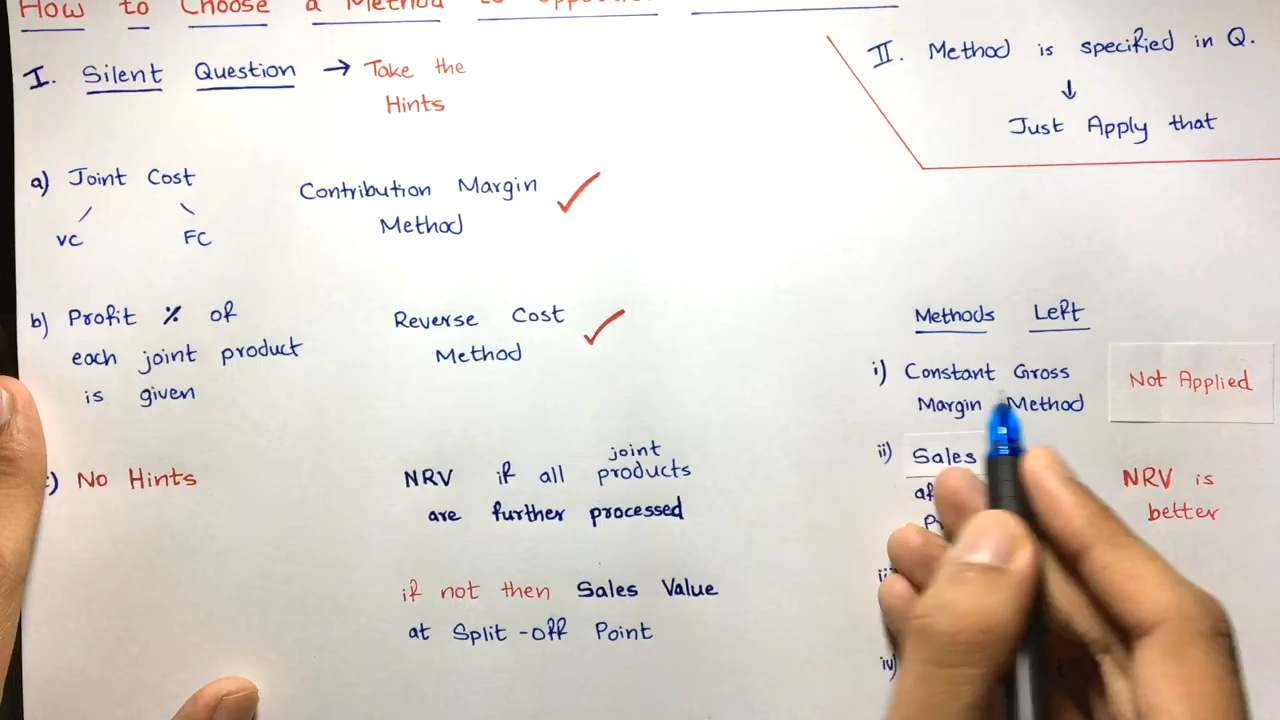 How to Choose a Method to
I. Silent Question → Take the
Hints
II. Method is specified in Q.
↓
Just Apply that
a) Joint Cost
VC FC
Contribution Margin
Method ✓
b) Profit % of
each joint product
is given
Reverse Cost
Method ✓
c) No Hints
NRV if all joint products
are further processed
if not then Sales Value
at Split-off Point
Methods Left
i) Constant Gross
Margin Method
Not Applied
ii) Sales
NRV is
better